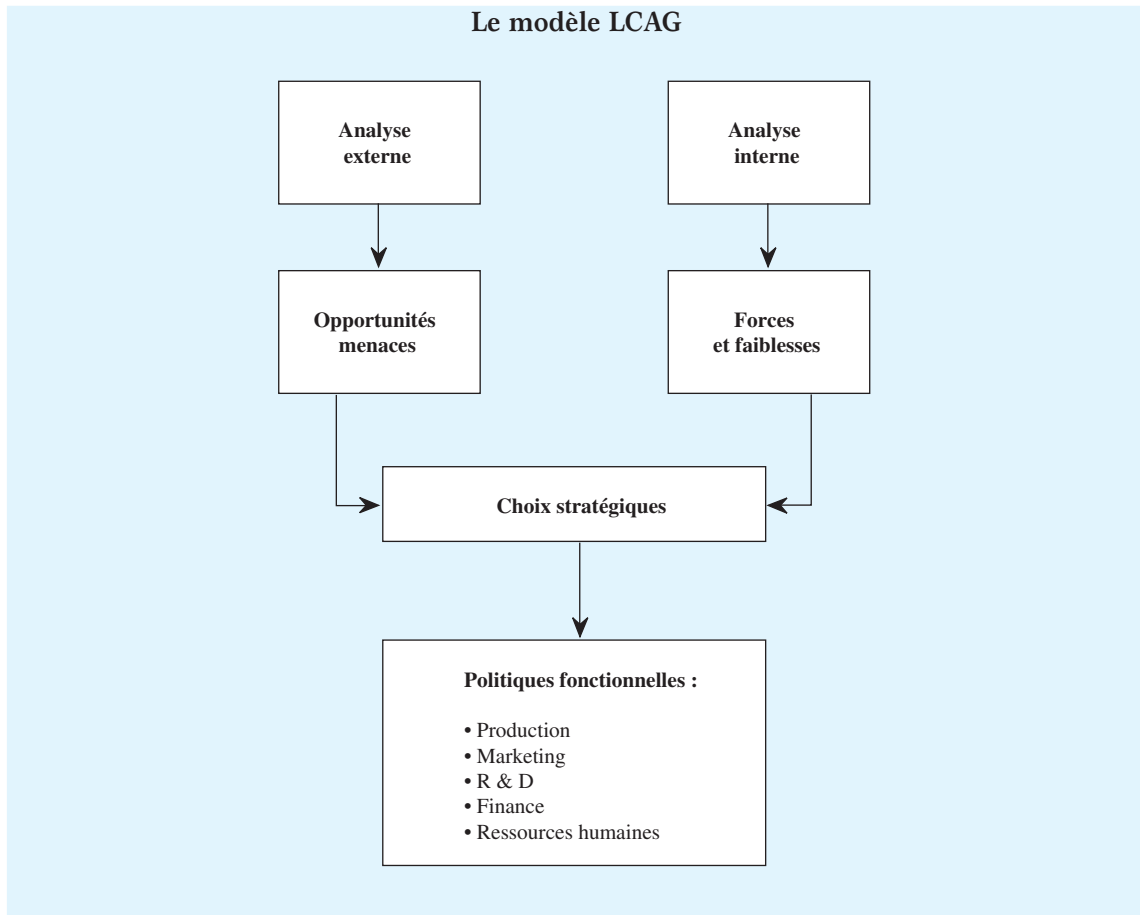 Le modèle LCAG
Analyse
externe
Analyse
interne
Opportunités
menaces
Forces
et faiblesses
Choix stratégiques
Politiques fonctionnelles :
• Production
• Marketing
• R & D
• Finance
• Ressources humaines